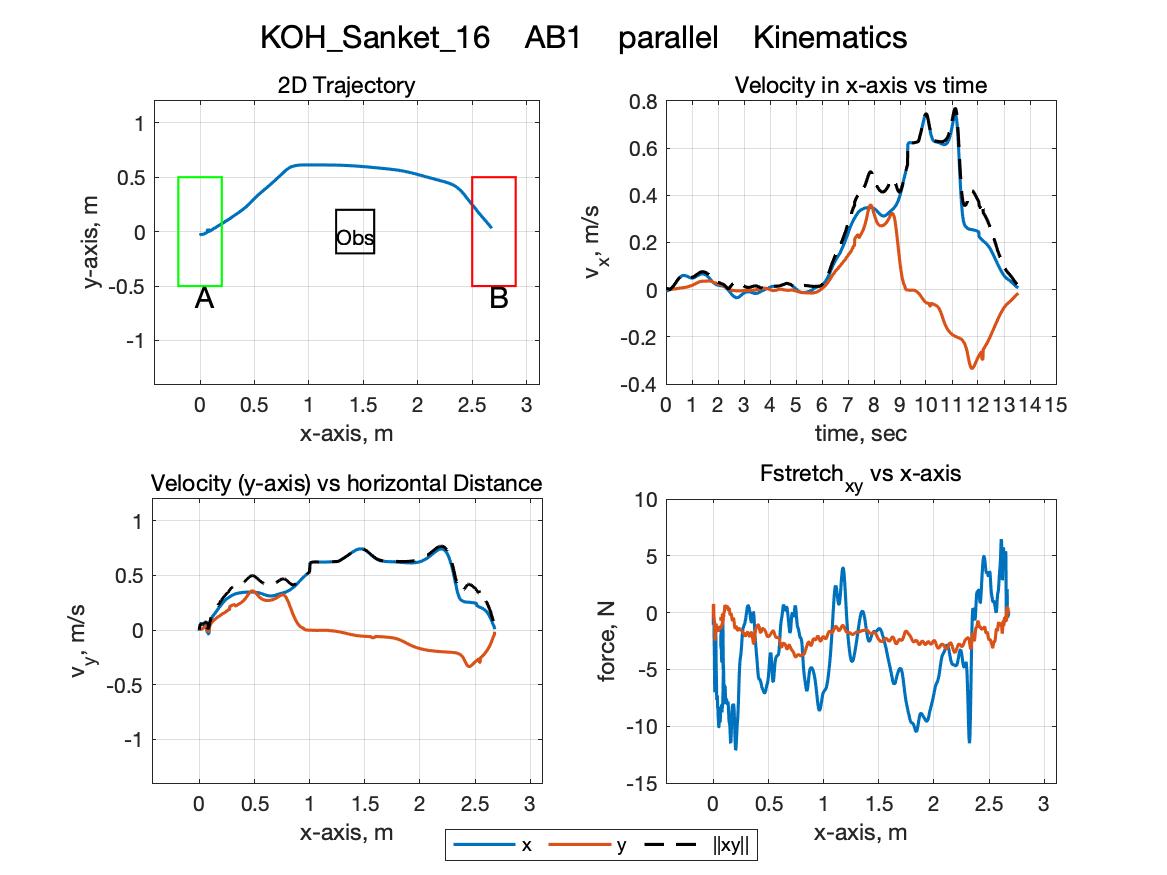 KOH_Sanket_16 AB1 parallel Kinematics
2D Trajectory
1
0.5
0
-0.5
-1
y-axis, m
Obs
A
B
0 0.5 1 1.5 2 2.5 3
x-axis, m
Velocity in x-axis vs time
0.8
0.6
0.4
0.2
0
-0.2
-0.4
vx, m/s
0 1 2 3 4 5 6 7 8 9 10 11 12 13 14 15
time, sec
Velocity (y-axis) vs horizontal Distance
1
0.5
0
-0.5
-1
vy, m/s
0 0.5 1 1.5 2 2.5 3
x-axis, m
Fstretchxy vs x-axis
10
5
0
-5
-10
-15
force, N
0 0.5 1 1.5 2 2.5 3
x-axis, m
x y ||xy||